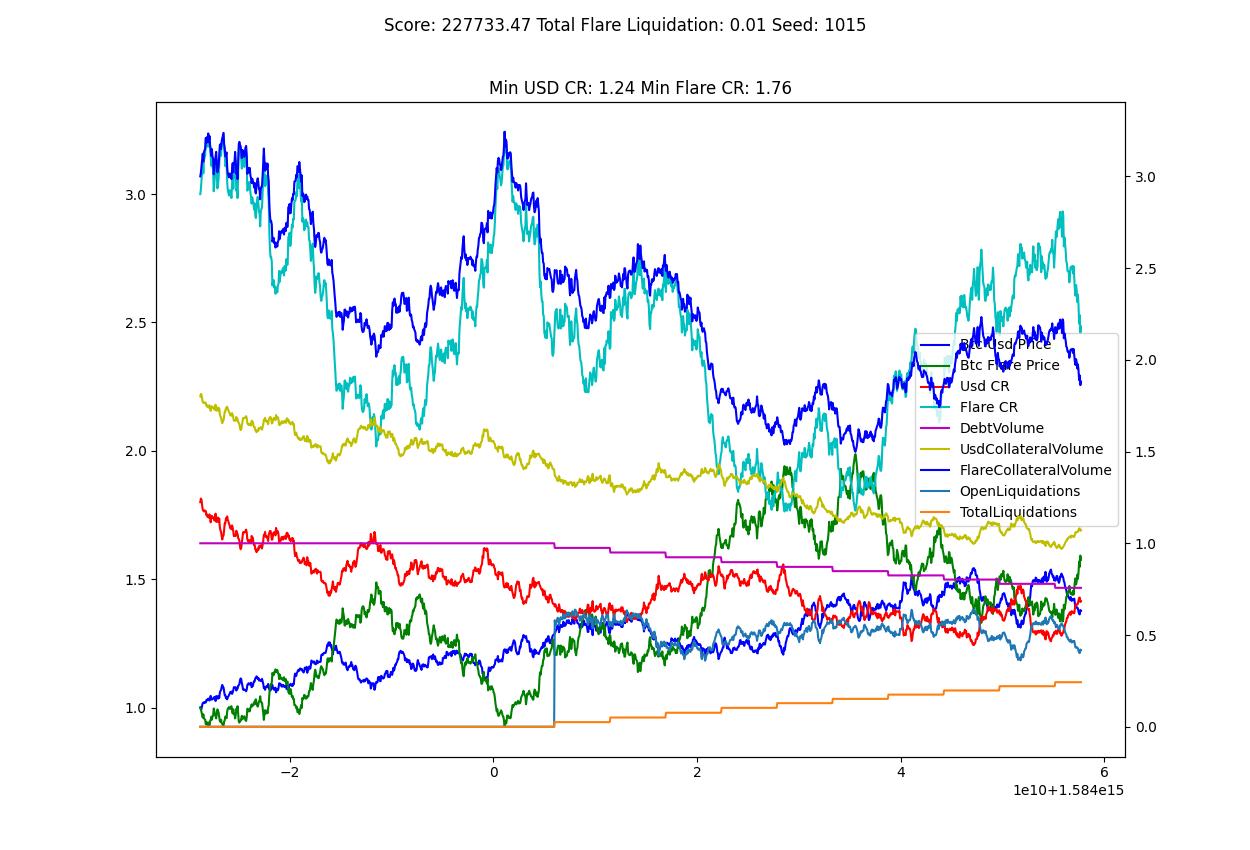 Score: 227733.47 Total Flare Liquidation: 0.01 Seed: 1015
Min USD CR: 1.24 Min Flare CR: 1.76
3.0
2.5
2.0
1.5
1.0
3.0
2.5
2.0
1.5
1.0
0.5
0.0
Btc Usd Price
Btc Flare Price
Usd CR
Flare CR
DebtVolume
UsdCollateralVolume
FlareCollateralVolume
OpenLiquidations
TotalLiquidations
−2 0 2 4 6
1e10+1.584e15